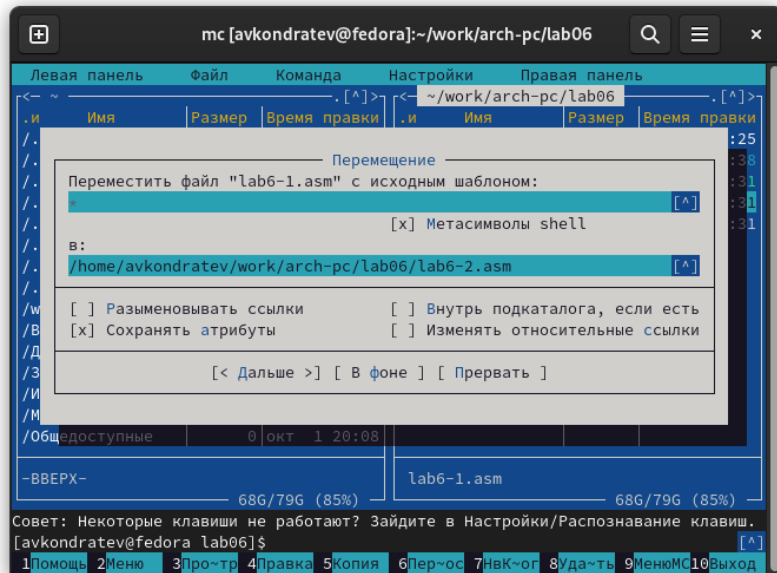 mc [avkondratev@fedora]:~/work/arch-pc/lab06
Левая панель Файл Команда Настройки Правая панель
<— ~ .[^]> <— ~/work/arch-pc/lab06 .[^]>
.и Имя Размер Время правки .и Имя Размер Время правки
/. :25
/. Перемещение :38
/. Переместить файл "lab6-1.asm" с исходным шаблоном: :31
/. * [^] :31
/. [x] Метасимволы shell :31
/. в:
/. /home/avkondratev/work/arch-pc/lab06/lab6-2.asm [^]
/.
/w [ ] Разыменовывать ссылки [ ] Внутрь подкаталога, если есть
/В [x] Сохранять атрибуты [ ] Изменять относительные ссылки
/Д
/З [< Дальше >] [ В фоне ] [ Прервать ]
/И
/М
/Общедоступные 0 окт 1 20:08
-ВВЕРХ- lab6-1.asm
68G/79G (85%) 68G/79G (85%)
Совет: Некоторые клавиши не работают? Зайдите в Настройки/Распознавание клавиш.
[avkondratev@fedora lab06]$ [^]
1Помощь 2Меню 3Про~тр 4Правка 5Копия 6Пер~ос 7НвК~ог 8Уда~ть 9МенюMC 10Выход